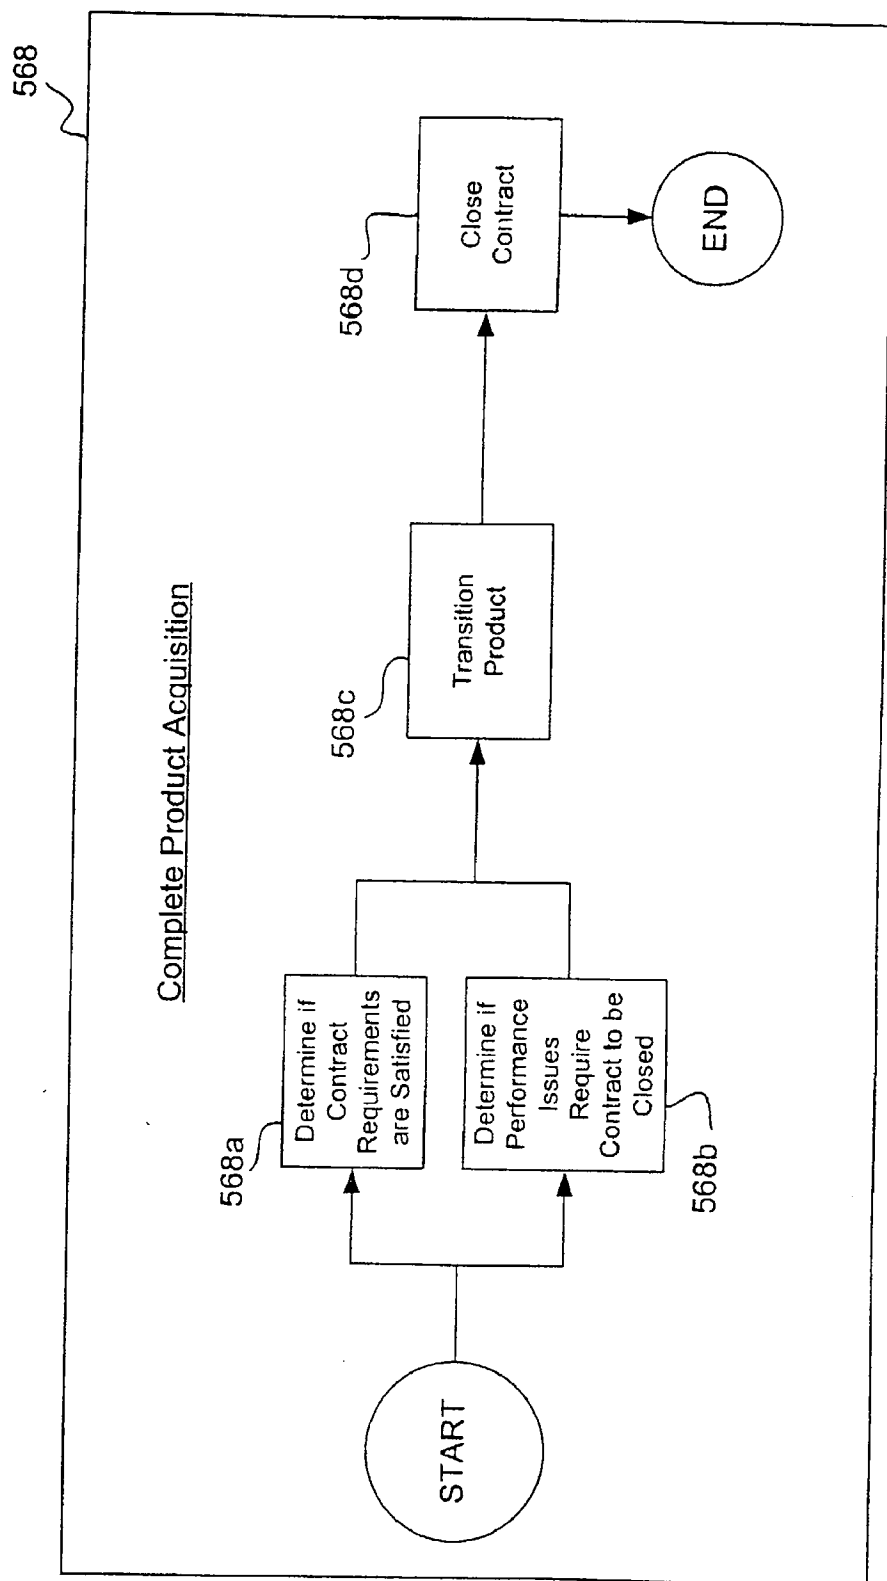 568
Complete Product Acquisition
START
568a
Determine if
Contract
Requirements
are Satisfied
Determine if
Performance
Issues
Require
Contract to be
Closed
568b
568c
Transition
Product
568d
Close
Contract
END